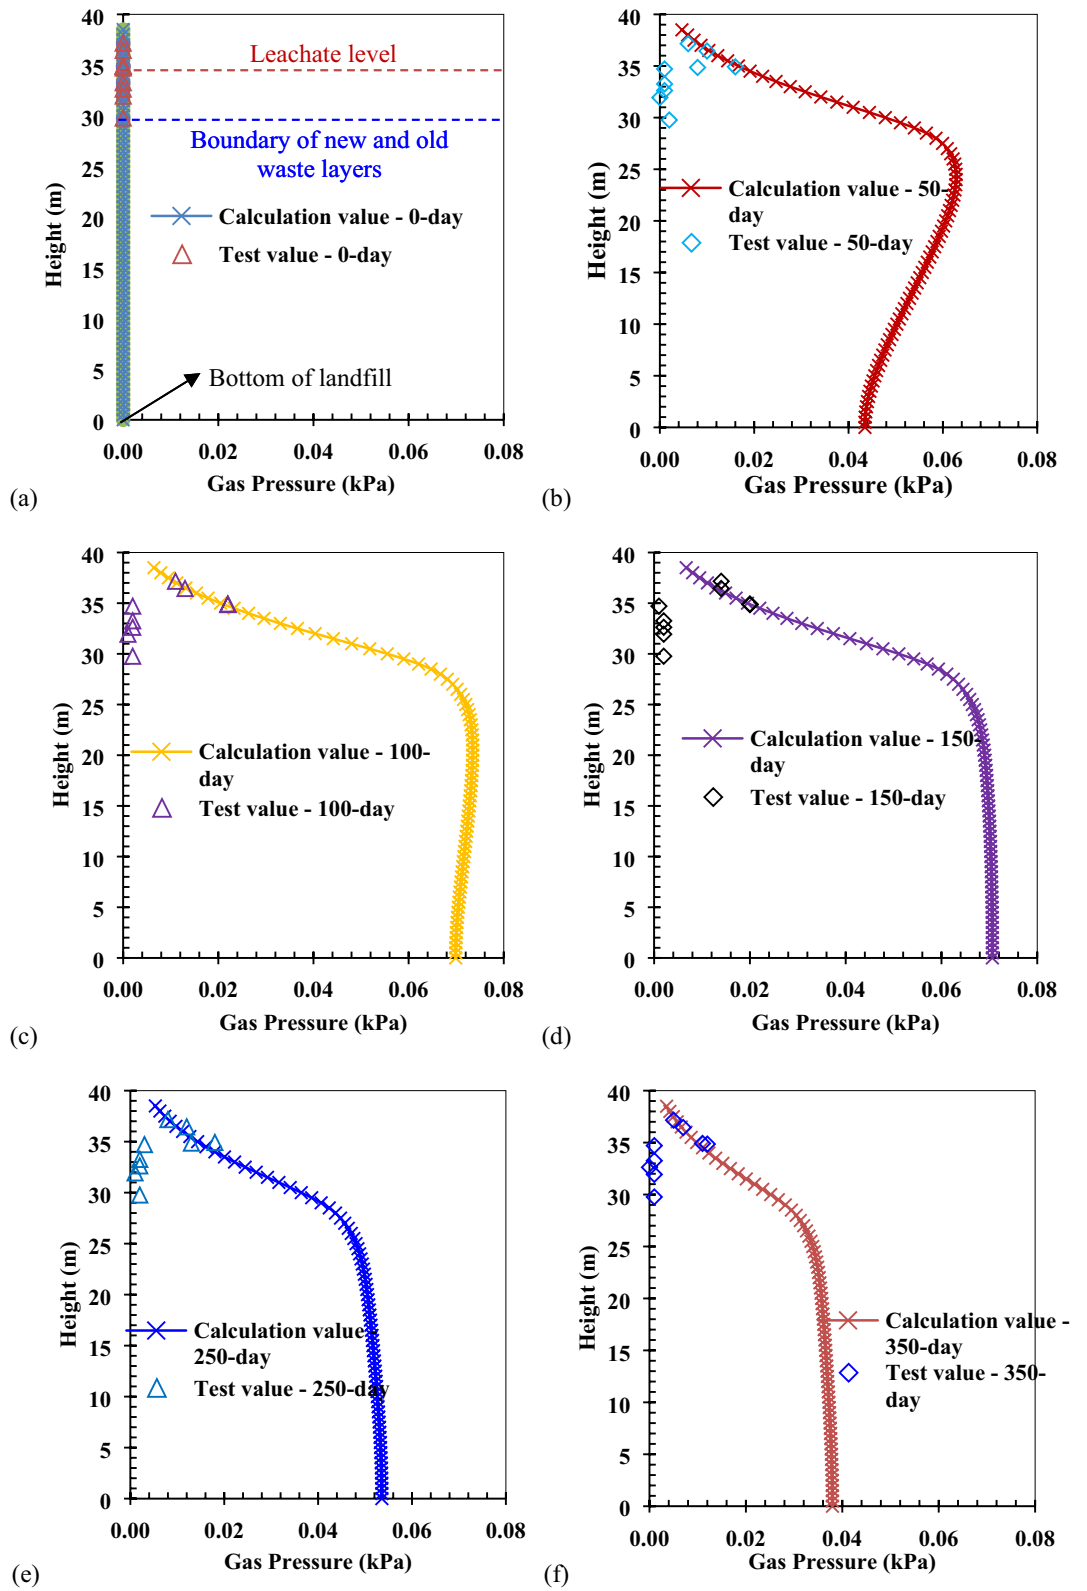 40
35
30
25
20
15
10
5
0
Height (m)
Leachate level
Boundary of new and old
waste layers
Calculation value - 0-day
Test value - 0-day
Bottom of landfill
0.00 0.02 0.04 0.06 0.08
Gas Pressure (kPa)
(a)
40
35
30
25
20
15
10
5
0
Height (m)
Calculation value - 50-
day
Test value - 50-day
0.00 0.02 0.04 0.06 0.08
Gas Pressure (kPa)
(b)
40
35
30
25
20
15
10
5
0
Height (m)
Calculation value - 100-
day
Test value - 100-day
0.00 0.02 0.04 0.06 0.08
Gas Pressure (kPa)
(c)
40
35
30
25
20
15
10
5
0
Height (m)
Calculation value - 150-
day
Test value - 150-day
0.00 0.02 0.04 0.06 0.08
Gas Pressure (kPa)
(d)
40
35
30
25
20
15
10
5
0
Height (m)
Calculation value -
250-day
Test value - 250-day
0.00 0.02 0.04 0.06 0.08
Gas Pressure (kPa)
(e)
40
35
30
25
20
15
10
5
0
Height (m)
Calculation value -
350-day
Test value - 350-
day
0.00 0.02 0.04 0.06 0.08
Gas Pressure (kPa)
(f)